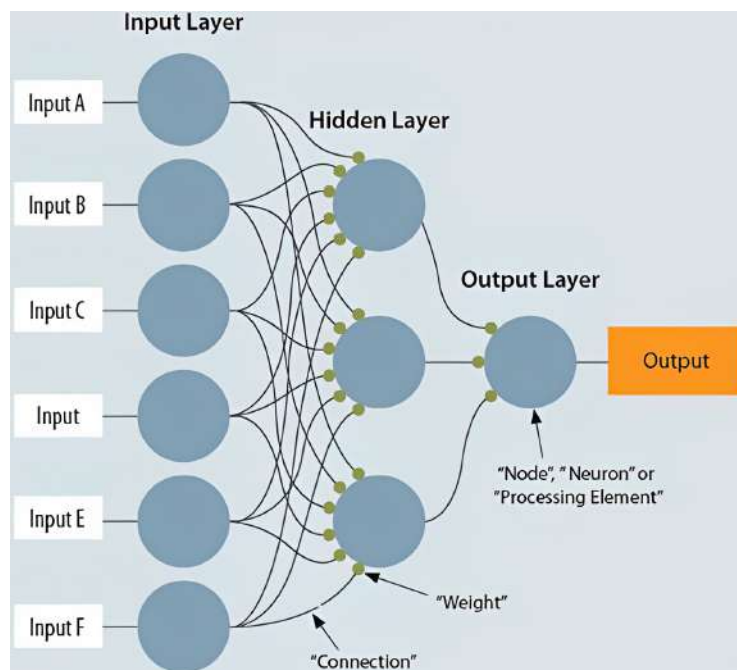 Input Layer
Input A
Hidden Layer
Input B
Output Layer
Input C
Output
Input
"Node", "Neuron" or
"Processing Element"
Input E
"Weight"
Input F
"Connection"